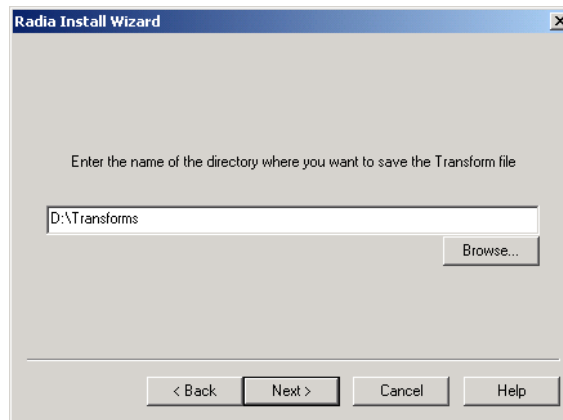 Radia Install Wizard
Enter the name of the directory where you want to save the Transform file
D:\Transforms
Browse...
< Back Next > Cancel Help